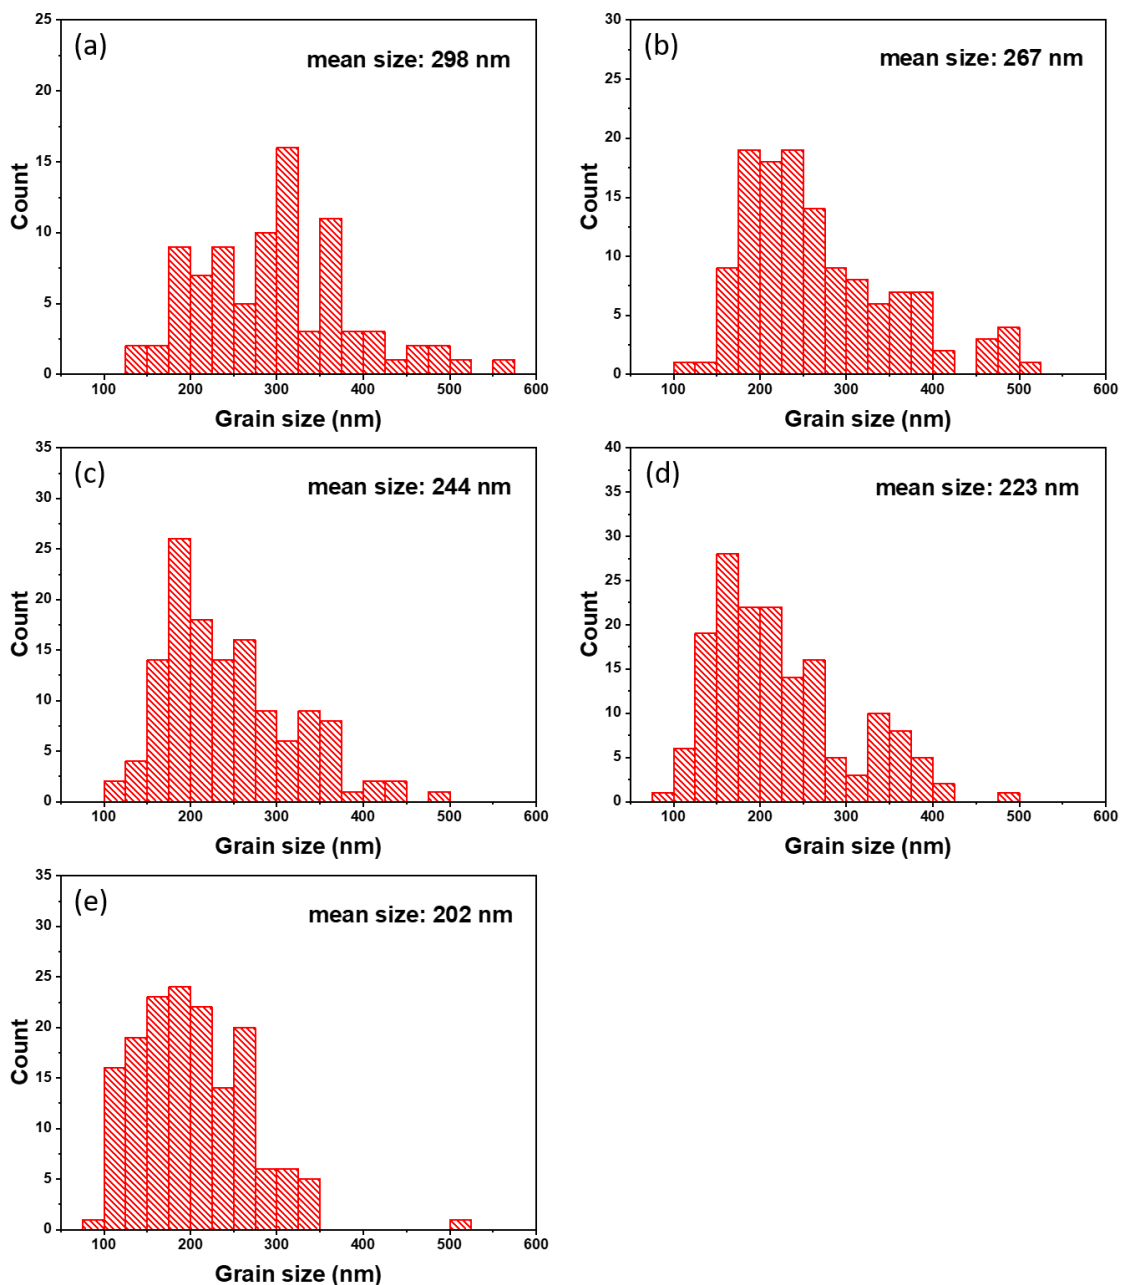 (a)
mean size: 298 nm
25
20
15
10
5
0
Count
100 200 300 400 500 600
Grain size (nm)
(b)
mean size: 267 nm
30
25
20
15
10
5
0
Count
100 200 300 400 500 600
Grain size (nm)
(c)
mean size: 244 nm
35
30
25
20
15
10
5
0
Count
100 200 300 400 500 600
Grain size (nm)
(d)
mean size: 223 nm
40
35
30
25
20
15
10
5
0
Count
100 200 300 400 500 600
Grain size (nm)
(e)
mean size: 202 nm
35
30
25
20
15
10
5
0
Count
100 200 300 400 500 600
Grain size (nm)